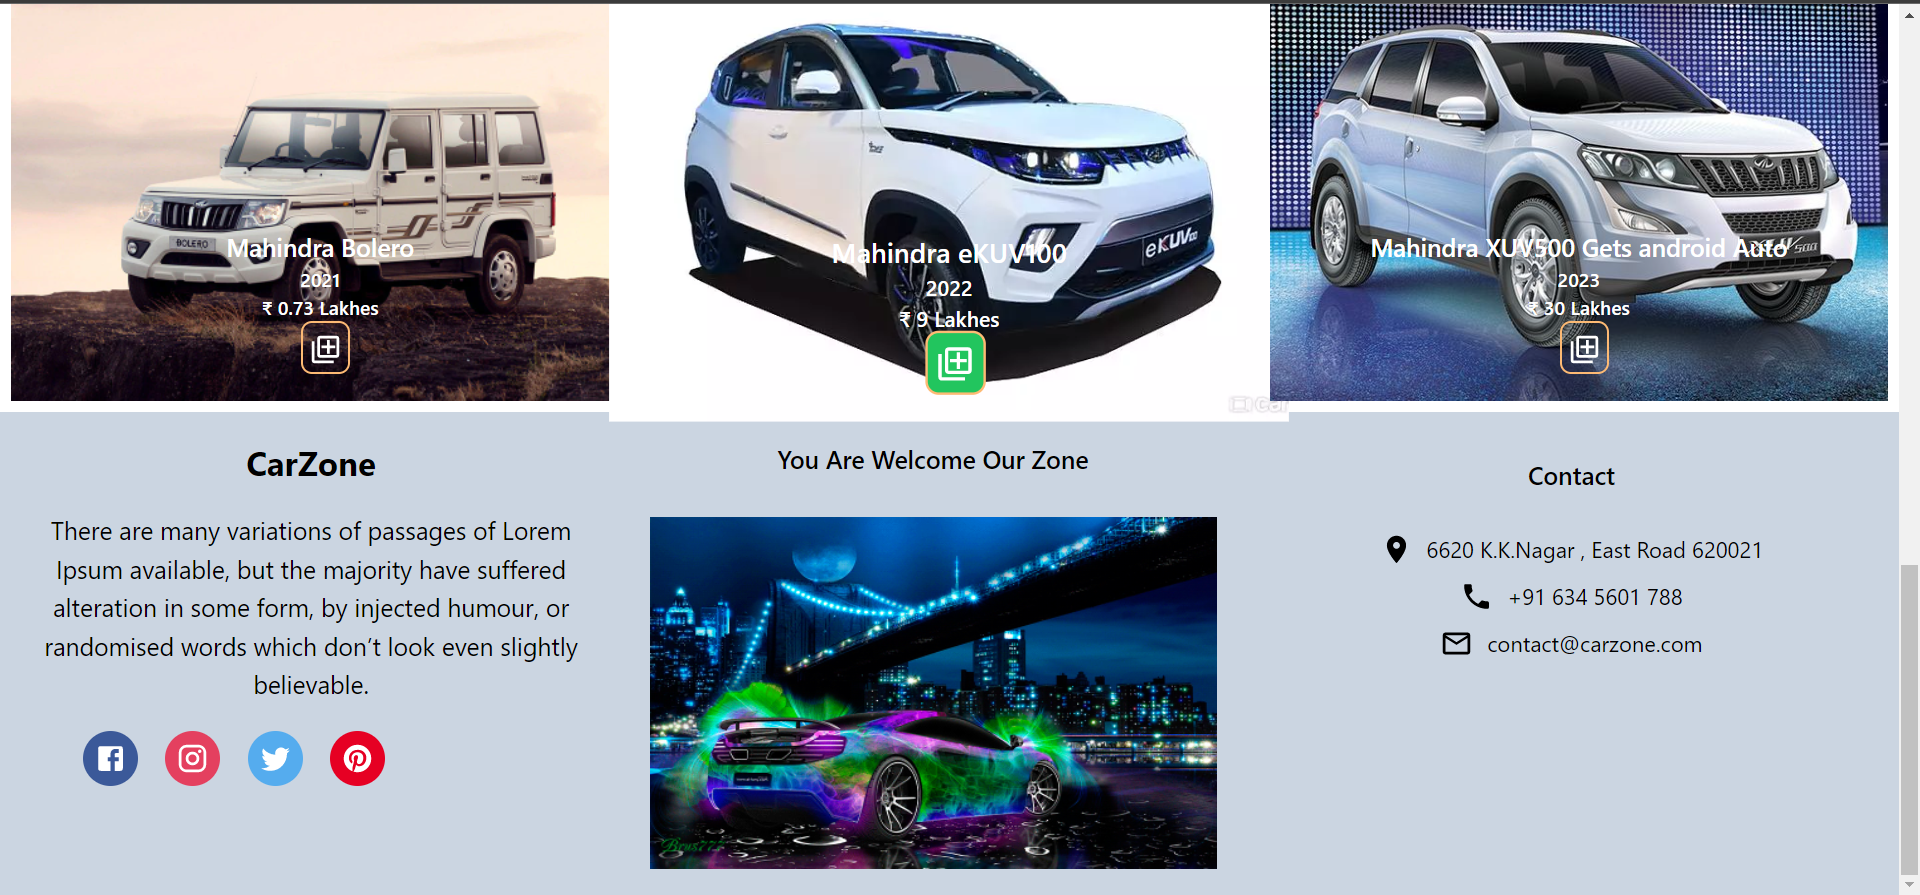 BOLERO
Mahindra Bolero
2021
₹ 0.73 Lakhes
eKUV100
Mahindra eKUV100
2022
₹ 9 Lakhes
Car
Mahindra XUV500 Gets android Auto
2023
₹ 30 Lakhes
CarZone
There are many variations of passages of Lorem
Ipsum available, but the majority have suffered
alteration in some form, by injected humour, or
randomised words which don’t look even slightly
believable.
You Are Welcome Our Zone
Contact
6620 K.K.Nagar , East Road 620021
+91 634 5601 788
contact@carzone.com